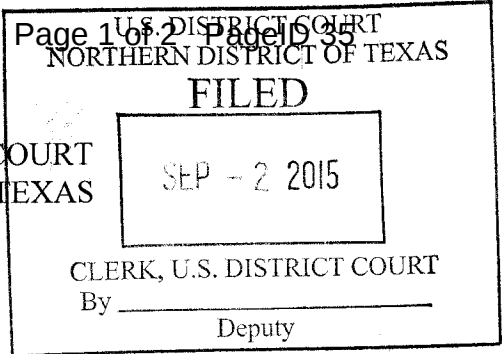 Page 1 of 2 PageID 35
U.S. DISTRICT COURT
NORTHERN DISTRICT OF TEXAS
FILED
COURT
TEXAS
SEP - 2 2015
CLERK, U.S. DISTRICT COURT
By
Deputy